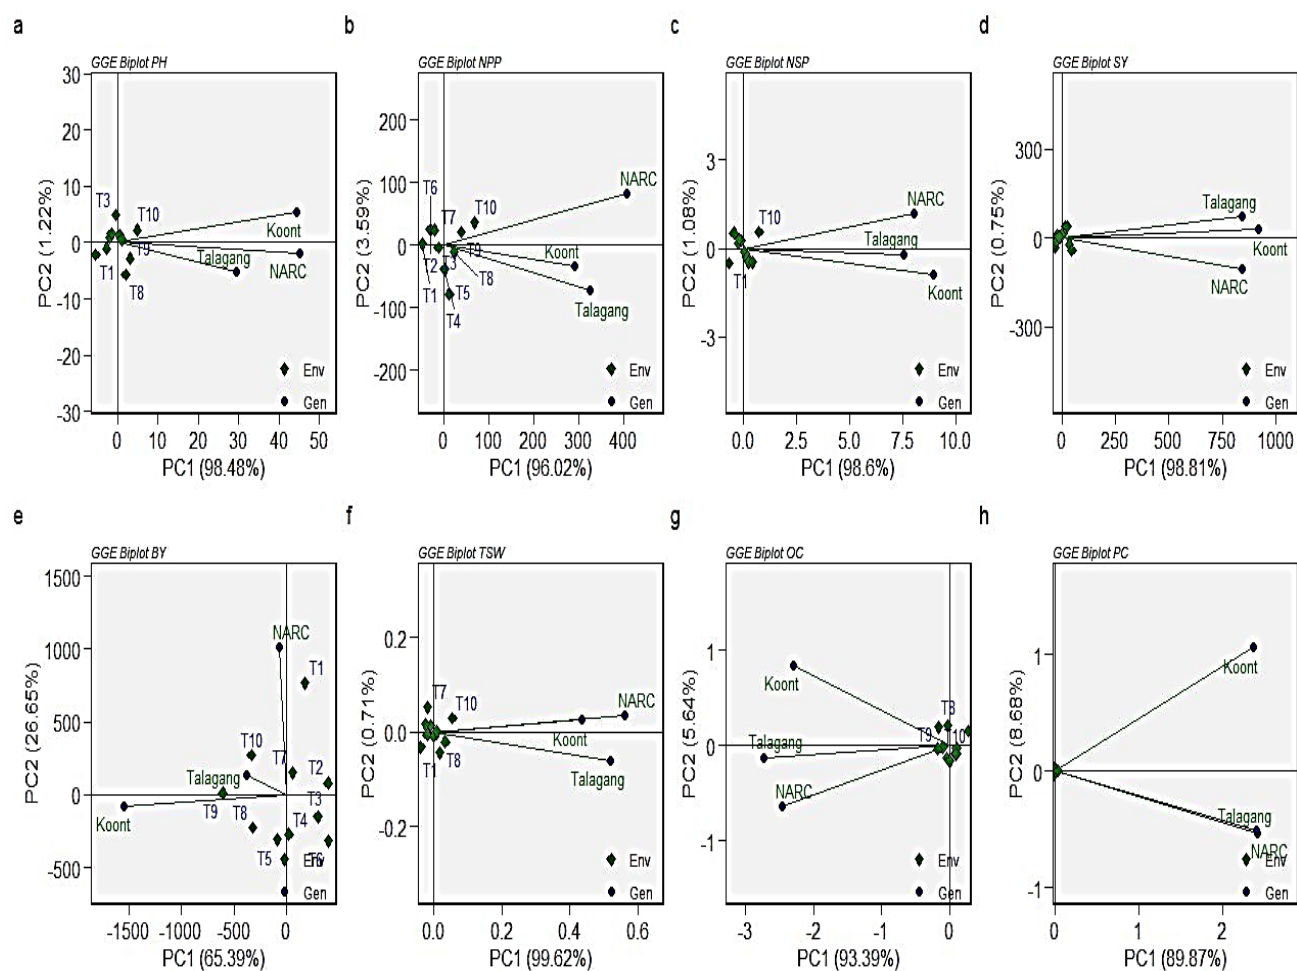 a
GGE Biplot PH
PC2 (1.22%)
30
20
10
0
-10
-20
-30
T3
T10
T9
T1
T8
Koont
Talagang
NARC
Env
Gen
0 10 20 30 40 50
PC1 (98.48%)
b
GGE Biplot NPP
PC2 (3.59%)
200
100
0
-100
-200
T6
T7
T10
T9
T2
T3
T8
T1
T5
T4
NARC
Koont
Talagang
Env
Gen
0 100 200 300 400
PC1 (96.02%)
c
GGE Biplot NSP
PC2 (1.08%)
3
0
-3
T10
T1
NARC
Talagang
Koont
Env
Gen
0.0 2.5 5.0 7.5 10.0
PC1 (98.6%)
d
GGE Biplot SY
PC2 (0.75%)
300
0
-300
Talagang
Koont
NARC
Env
Gen
0 250 500 750 1000
PC1 (98.81%)
e
GGE Biplot BY
PC2 (26.65%)
1500
1000
500
0
-500
NARC
T1
T10
T7
T2
Talagang
T3
Koont
T9
T8
T4
T5
T6
Env
Gen
-1500 -500 0
PC1 (65.39%)
f
GGE Biplot TSW
PC2 (0.71%)
0.2
0.0
-0.2
T7
T10
T1
T8
NARC
Koont
Talagang
Env
Gen
0.0 0.2 0.4 0.6
PC1 (99.62%)
g
GGE Biplot OC
PC2 (5.64%)
1
0
-1
Koont
Talagang
NARC
T9
T10
Env
Gen
-3 -2 -1 0
PC1 (93.39%)
h
GGE Biplot PC
PC2 (8.68%)
1
0
-1
Koont
Talagang
NARC
Env
Gen
0 1 2
PC1 (89.87%)